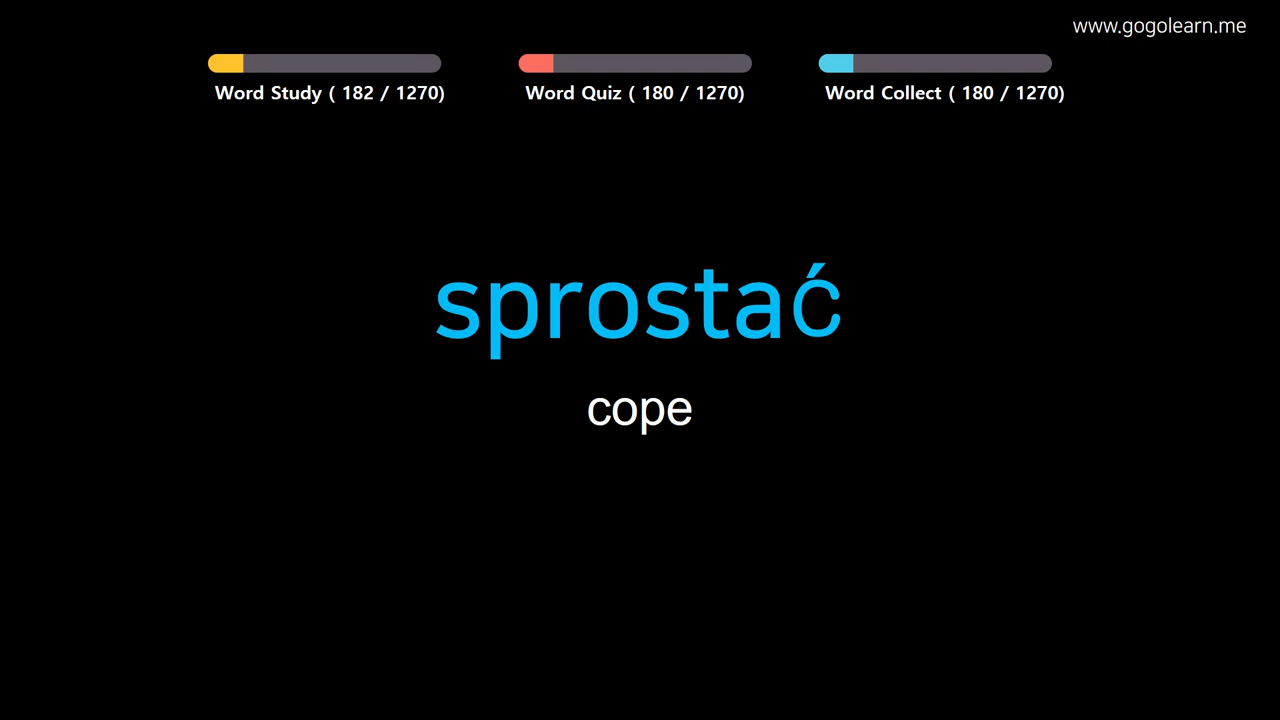 www.gogolearn.me
Word Study ( 182 / 1270)
Word Quiz ( 180 / 1270)
Word Collect ( 180 / 1270)
sprostać
cope